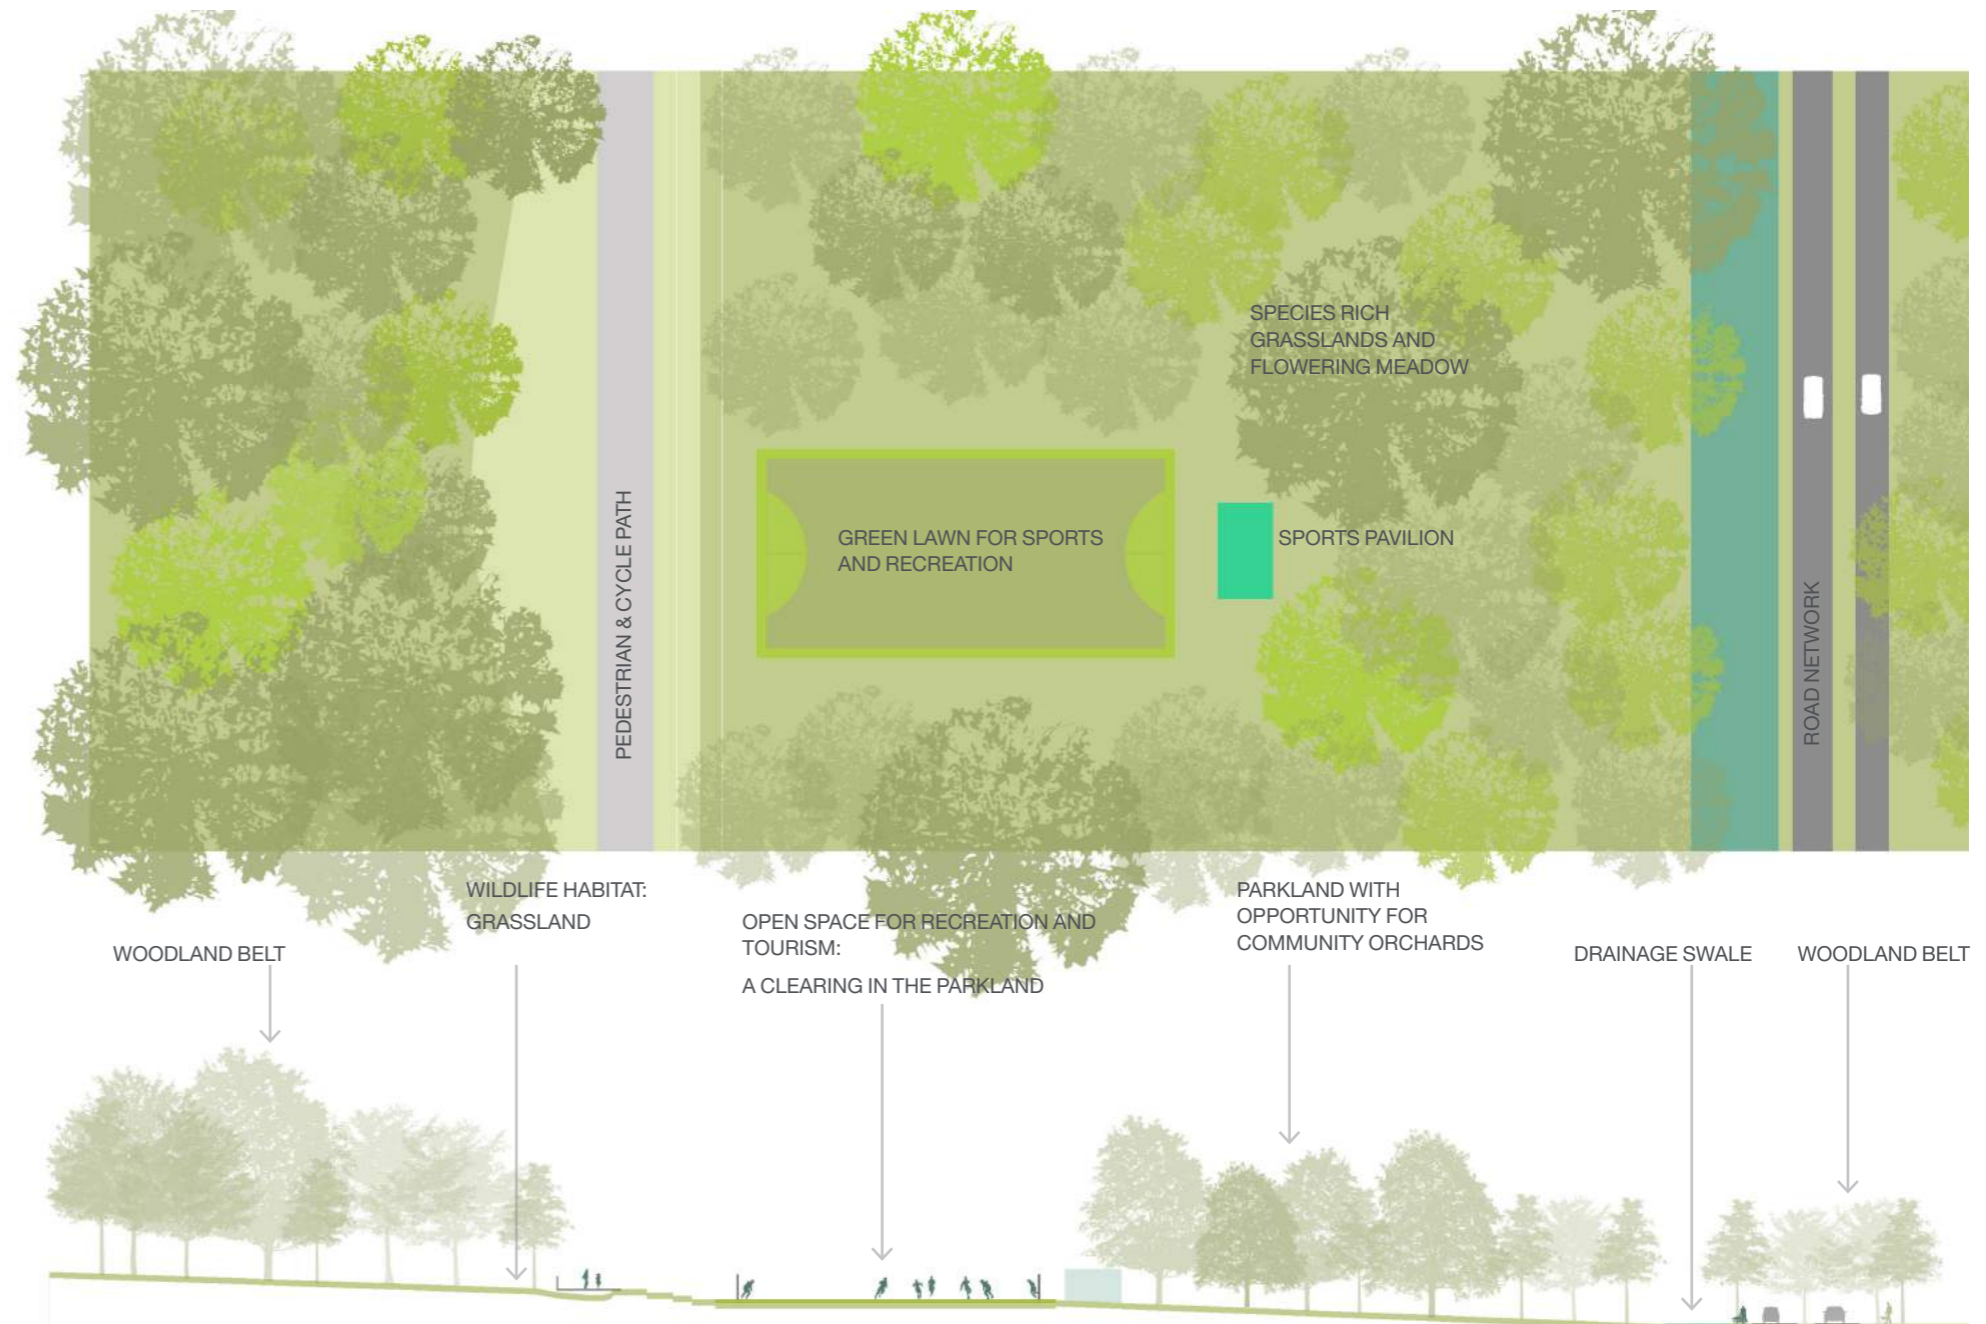 SPECIES RICH
GRASSLANDS AND
FLOWERING MEADOW
GREEN LAWN FOR SPORTS
AND RECREATION
SPORTS PAVILION
PEDESTRIAN & CYCLE PATH
ROAD NETWORK
WILDLIFE HABITAT:
GRASSLAND
WOODLAND BELT
OPEN SPACE FOR RECREATION AND
TOURISM:
A CLEARING IN THE PARKLAND
PARKLAND WITH
OPPORTUNITY FOR
COMMUNITY ORCHARDS
DRAINAGE SWALE
WOODLAND BELT